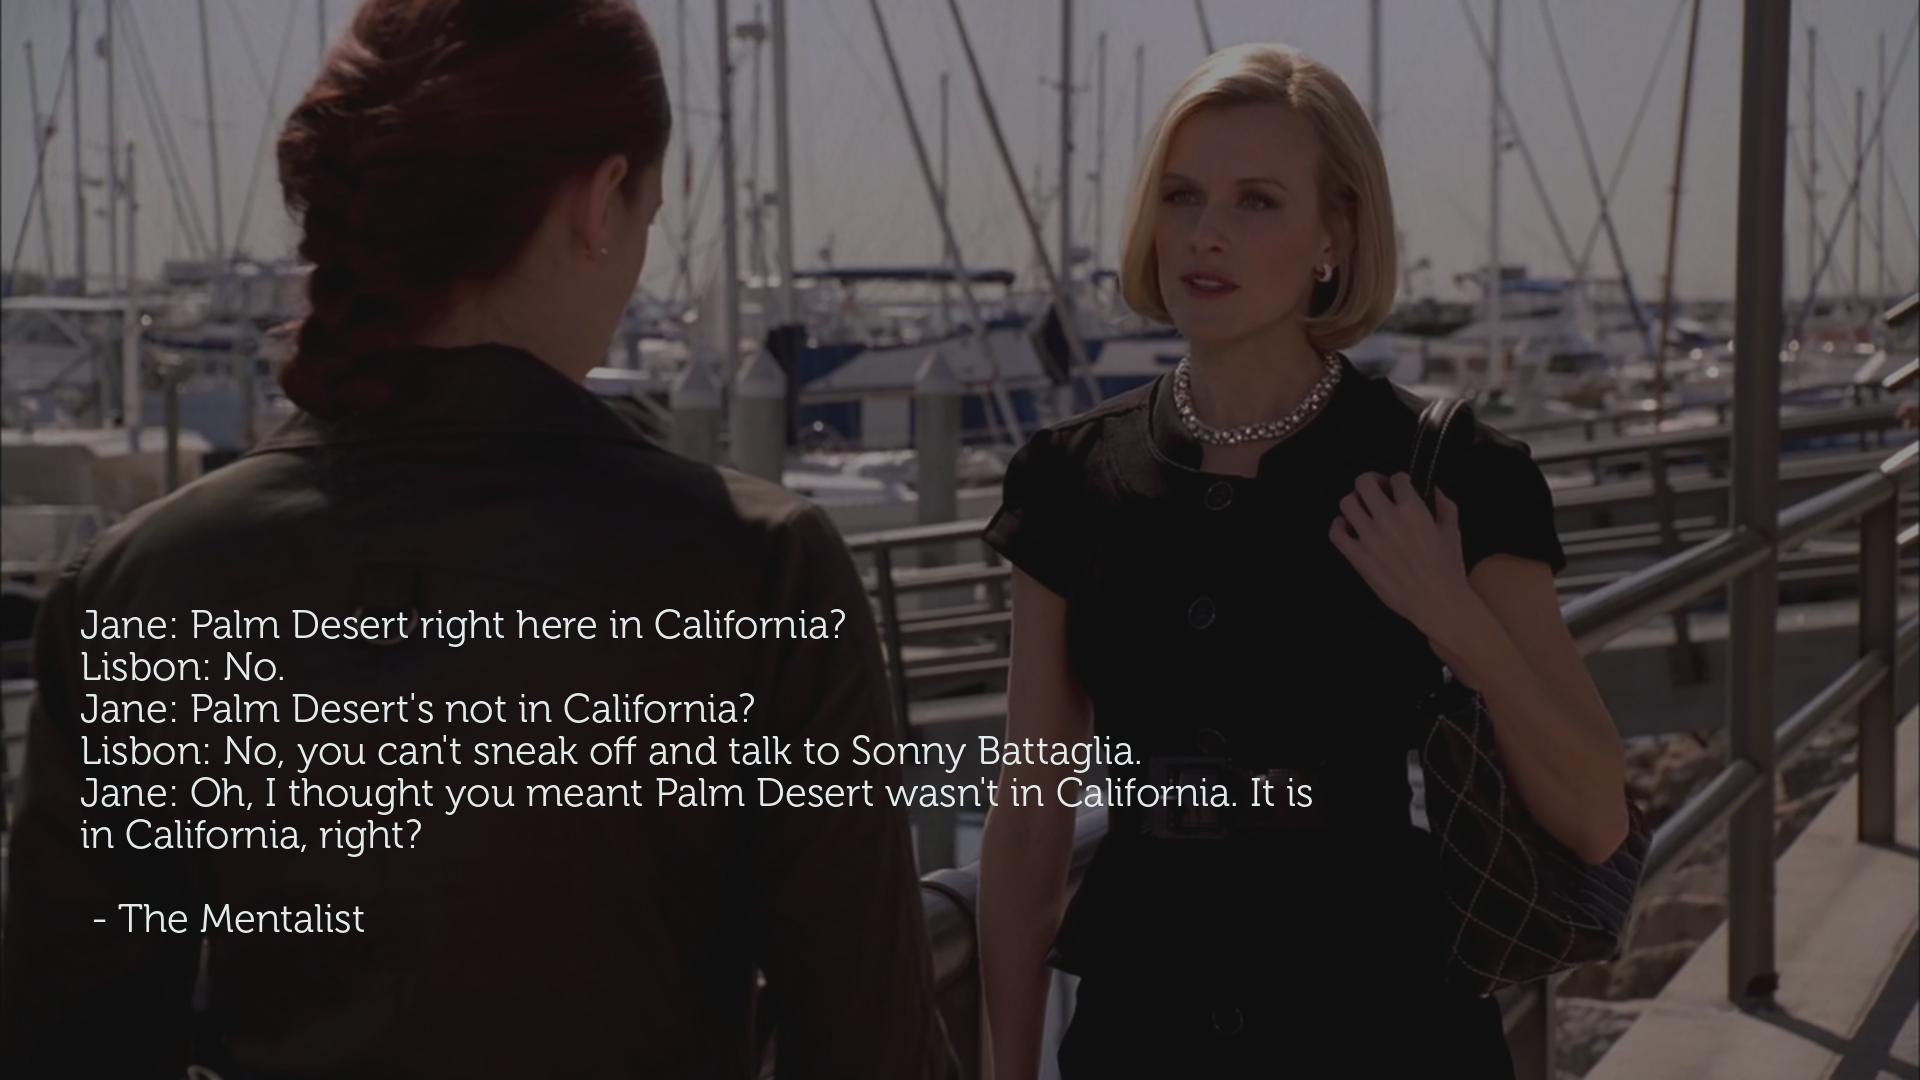 Jane: Palm Desert right here in California?
Lisbon: No.
Jane: Palm Desert's not in California?
Lisbon: No, you can't sneak off and talk to Sonny Battaglia.
Jane: Oh, I thought you meant Palm Desert wasn't in California. It is
in California, right?
- The Mentalist